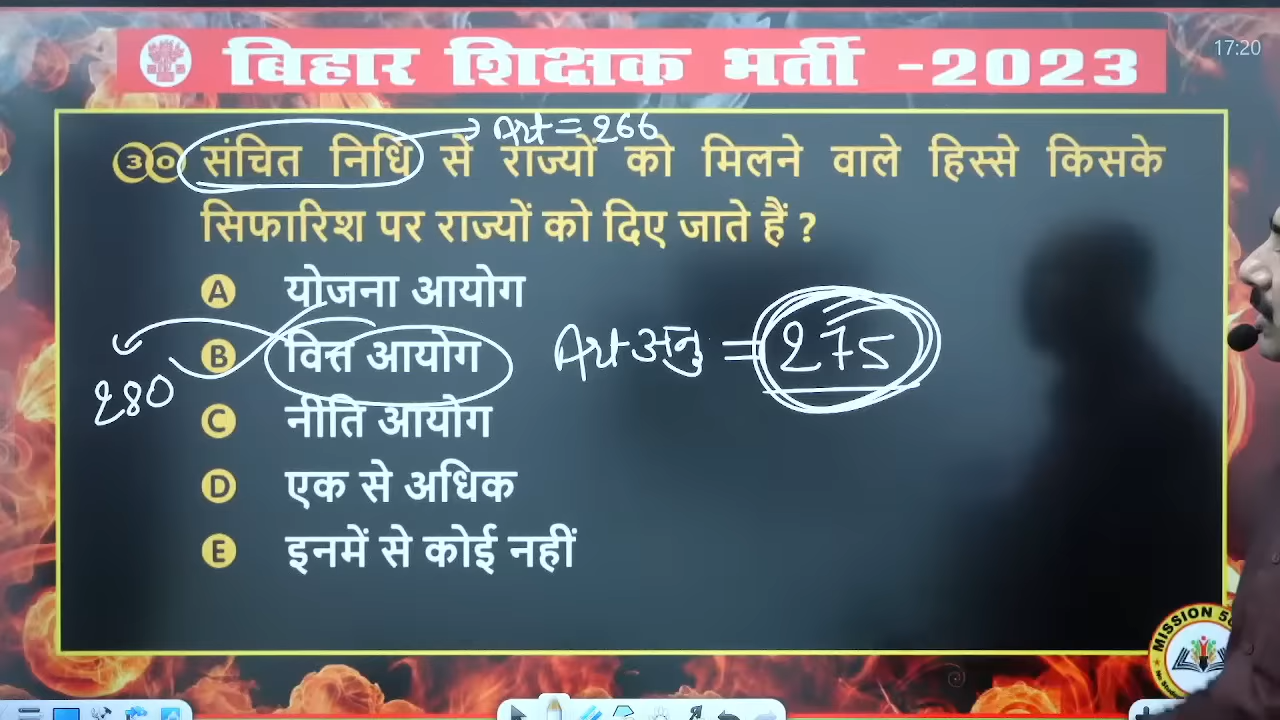 बिहार शिक्षक भर्ती -2023
17:20
Art = 266
30 संचित निधि से राज्यों को मिलने वाले हिस्से किसके
सिफारिश पर राज्यों को दिए जाते हैं ?
A योजना आयोग
B वित्त आयोग Art अनु = 275
280
C नीति आयोग
D एक से अधिक
E इनमें से कोई नहीं
MISSION